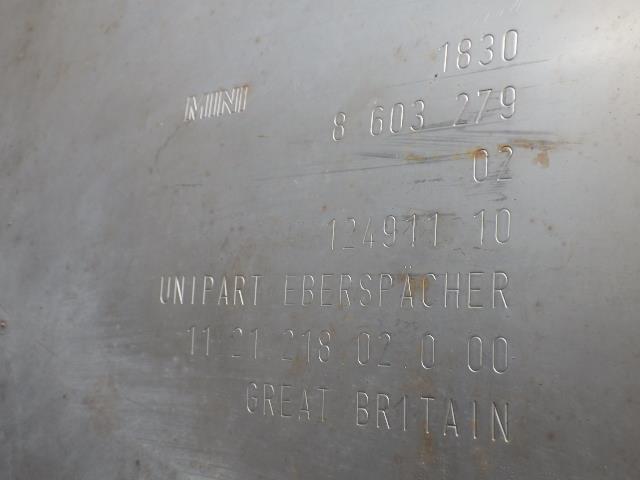 1830
MINI
8 603 279
02
124911 10
UNIPART EBERSPÄCHER
11 21 218 02 0 00
GREAT BRITAIN